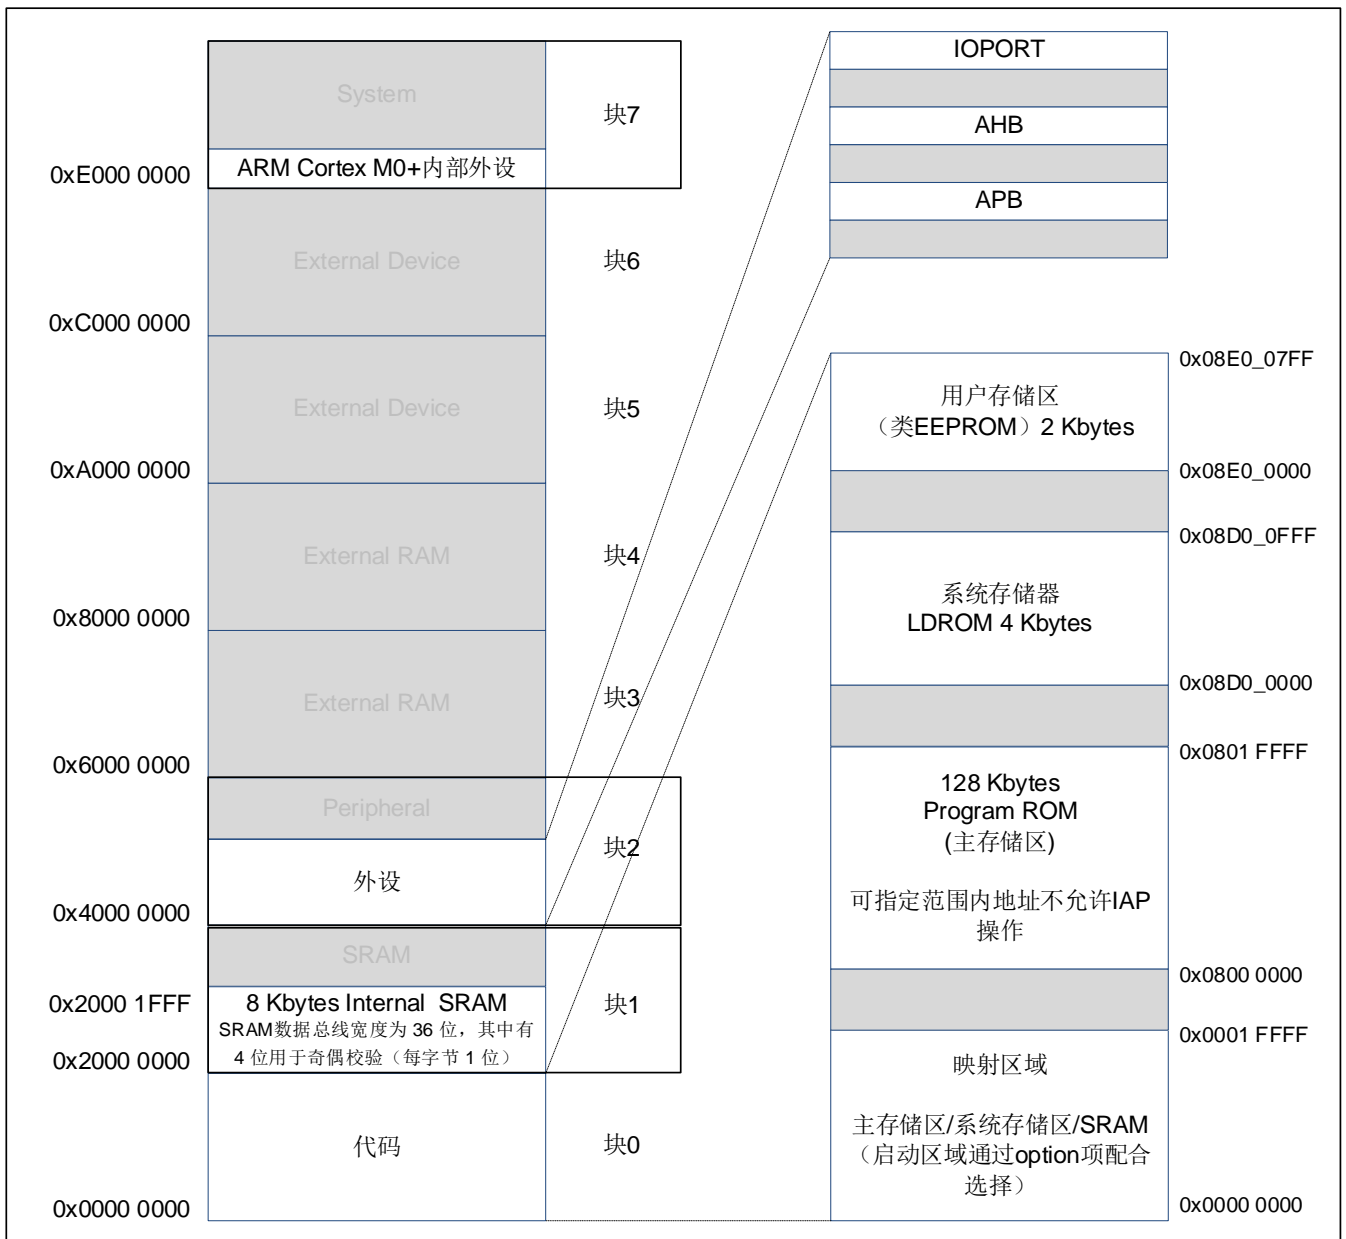 System
块7
0xE000 0000
ARM Cortex M0+内部外设
External Device
块6
0xC000 0000
External Device
块5
0xA000 0000
External RAM
块4
0x8000 0000
External RAM
块3
0x6000 0000
Peripheral
块2
外设
0x4000 0000
SRAM
0x2000 1FFF
8 Kbytes Internal SRAM
块1
SRAM数据总线宽度为 36 位，其中有
4 位用于奇偶校验（每字节 1 位）
0x2000 0000
代码
块0
0x0000 0000
IOPORT
AHB
APB
0x08E0_07FF
用户存储区
（类EEPROM）2 Kbytes
0x08E0_0000
0x08D0_0FFF
系统存储器
LDROM 4 Kbytes
0x08D0_0000
0x0801 FFFF
128 Kbytes
Program ROM
(主存储区)
可指定范围内地址不允许IAP
操作
0x0800 0000
0x0001 FFFF
映射区域
主存储区/系统存储区/SRAM
（启动区域通过option项配合
选择）
0x0000 0000